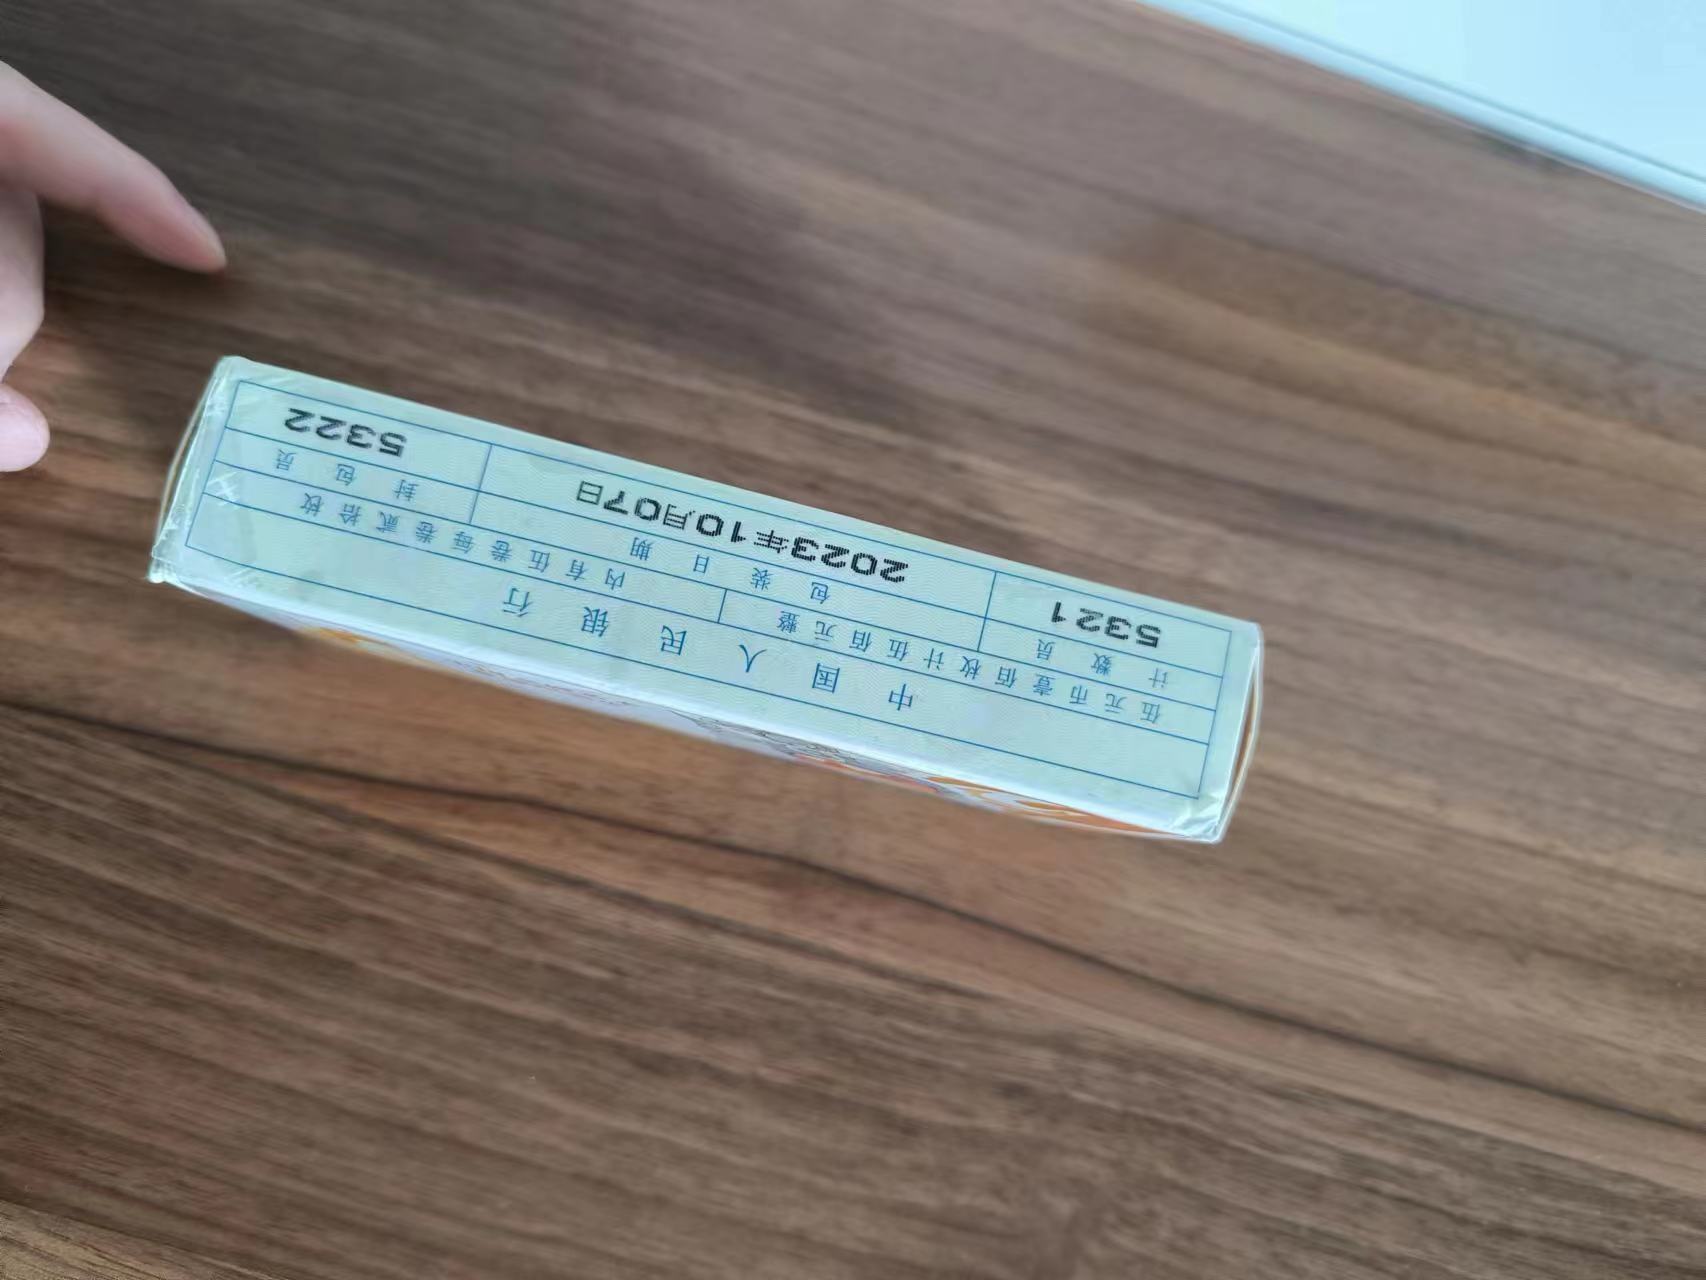 中国人民银行
伍元币壹佰枚计伍佰元整 内有伍卷每卷贰拾枚
计数员 包装日期 封包员
5321 2023年10月07日 5322